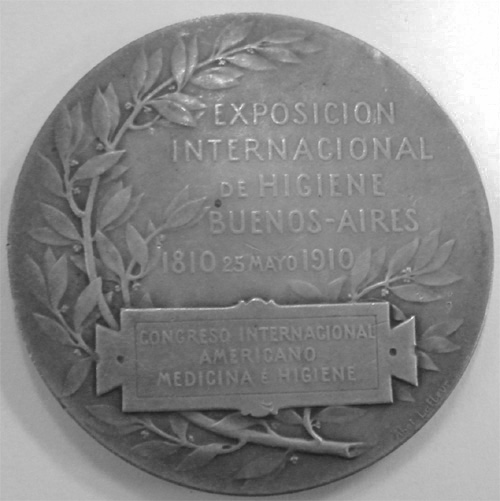 EXPOSICION
INTERNACIONAL
DE HIGIENE
BUENOS-AIRES
1810 25 MAYO 1910
CONGRESO INTERNACIONAL
AMERICANO
MEDICINA É HIGIENE